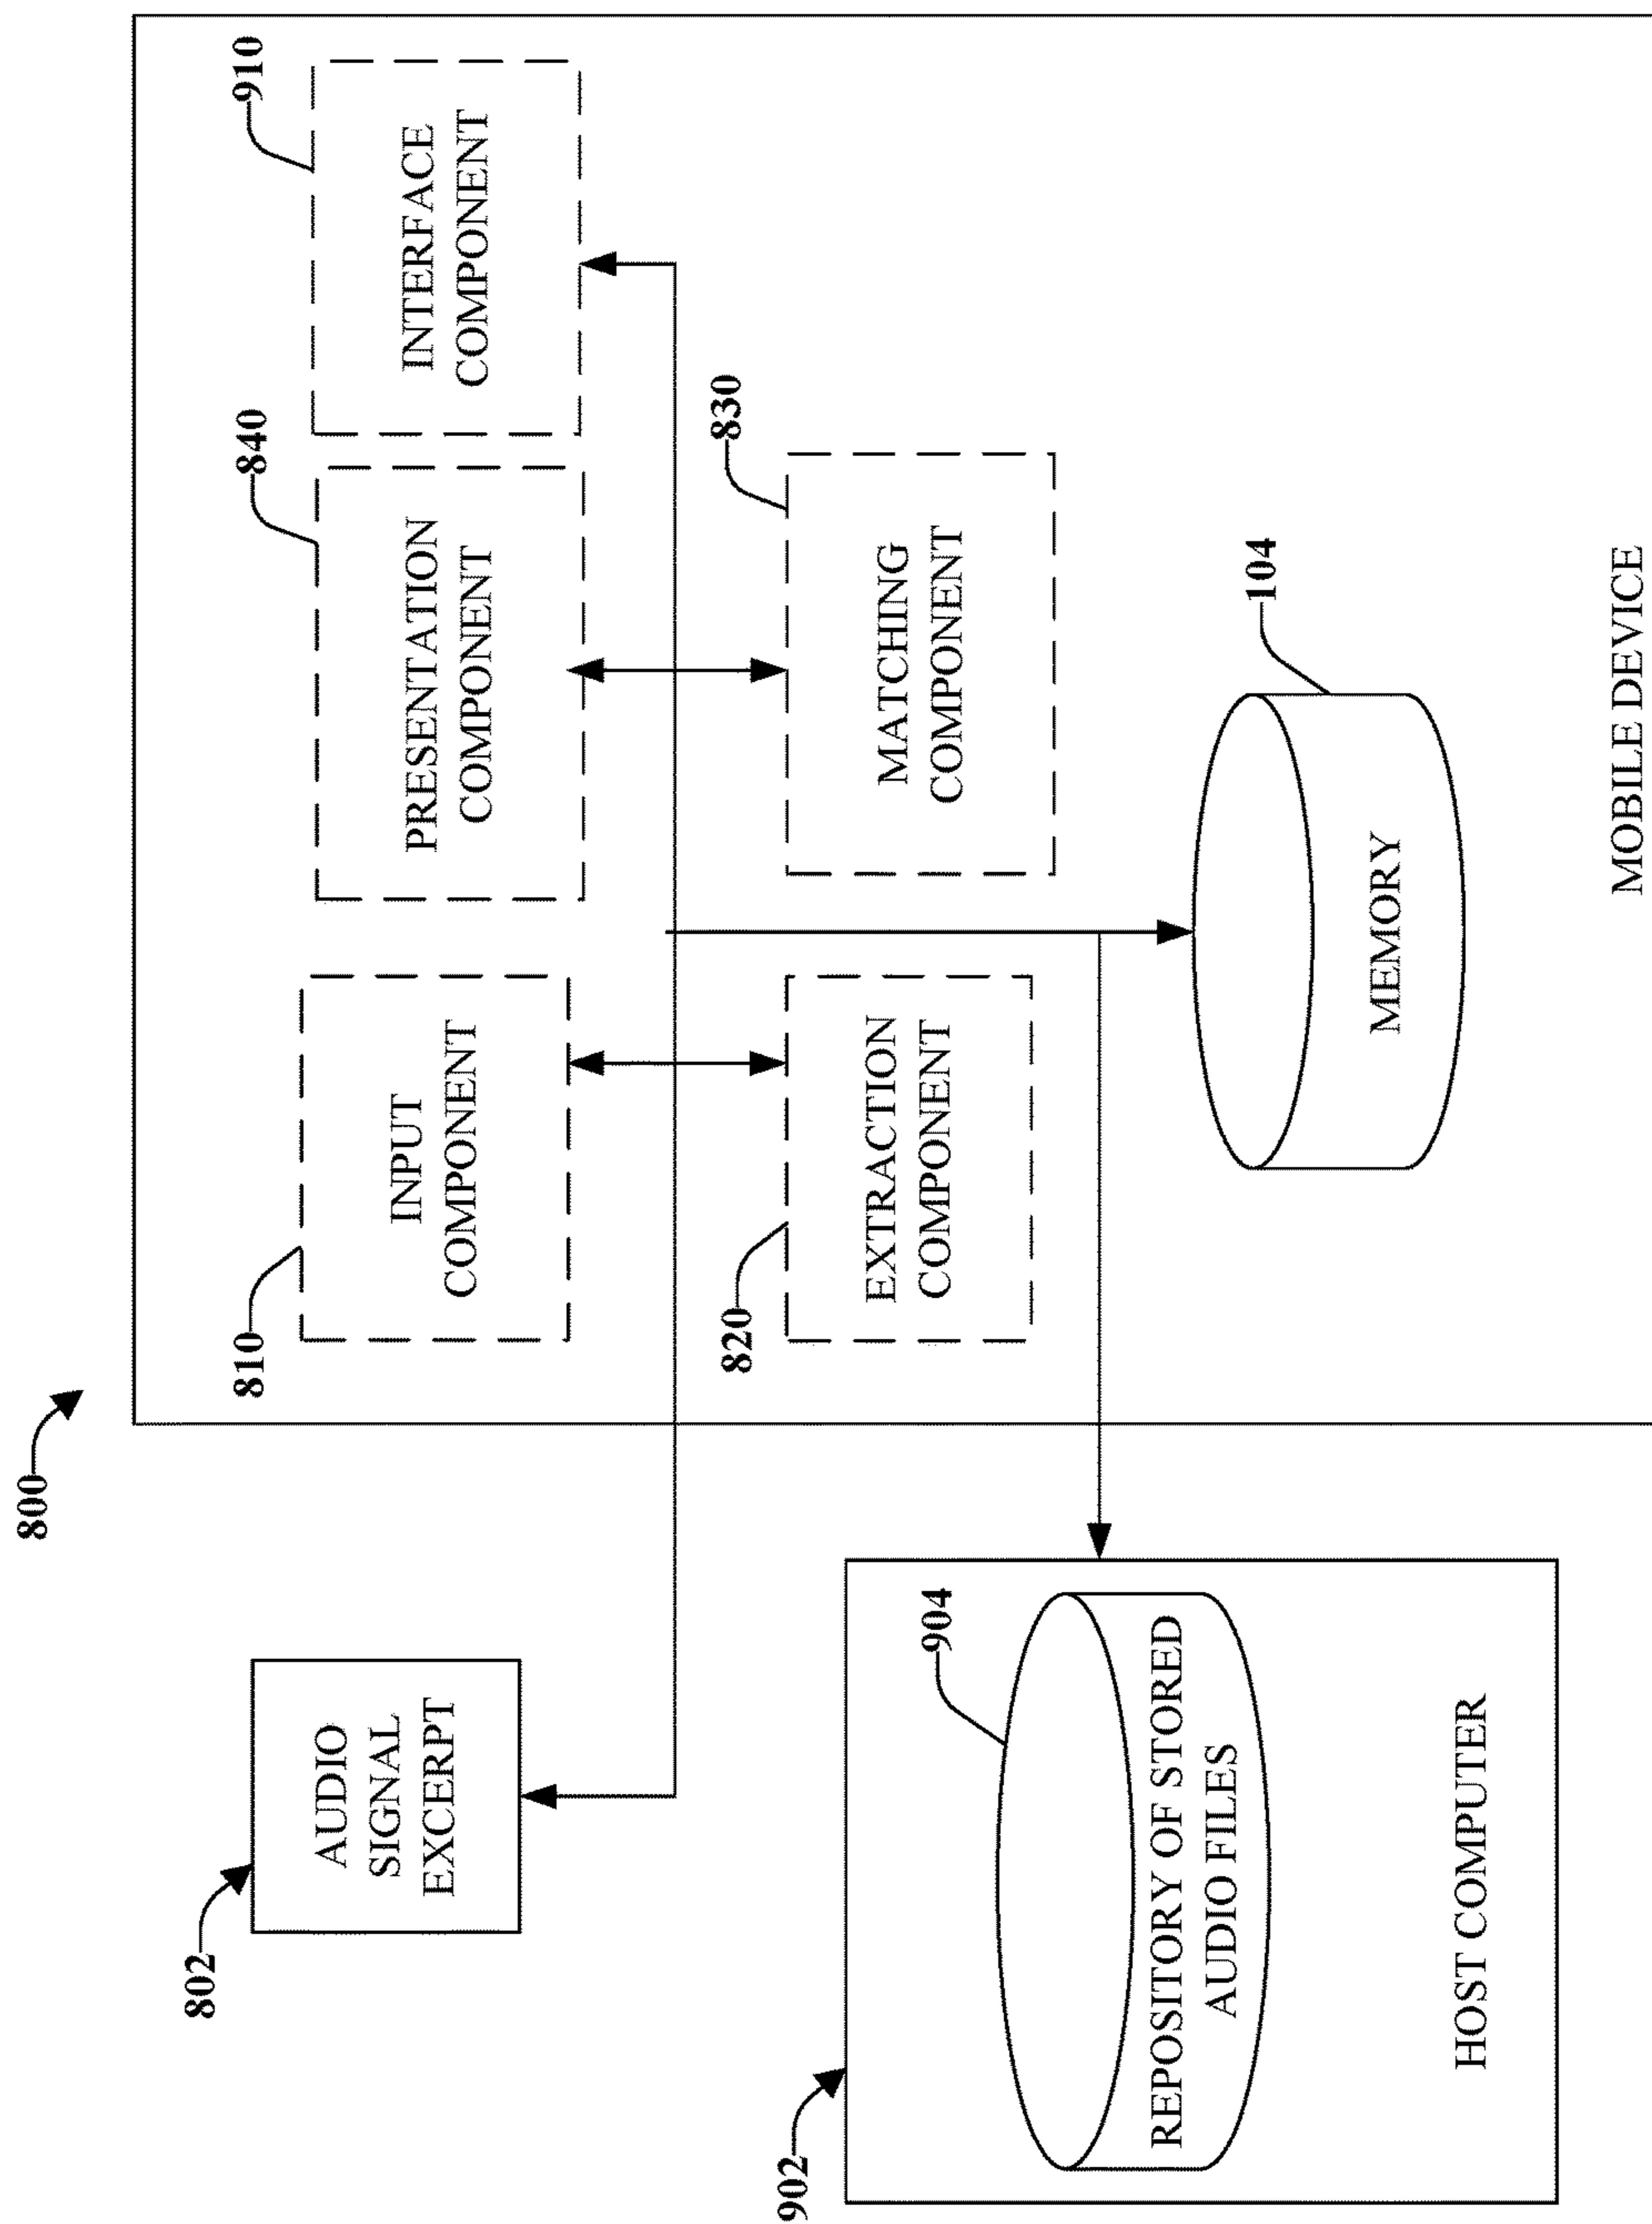 800
802
AUDIO
SIGNAL
EXCERPT
810
INPUT
COMPONENT
840
PRESENTATION
COMPONENT
910
INTERFACE
COMPONENT
820
EXTRACTION
COMPONENT
830
MATCHING
COMPONENT
902
904
REPOSITORY OF STORED
AUDIO FILES
HOST COMPUTER
104
MEMORY
MOBILE DEVICE